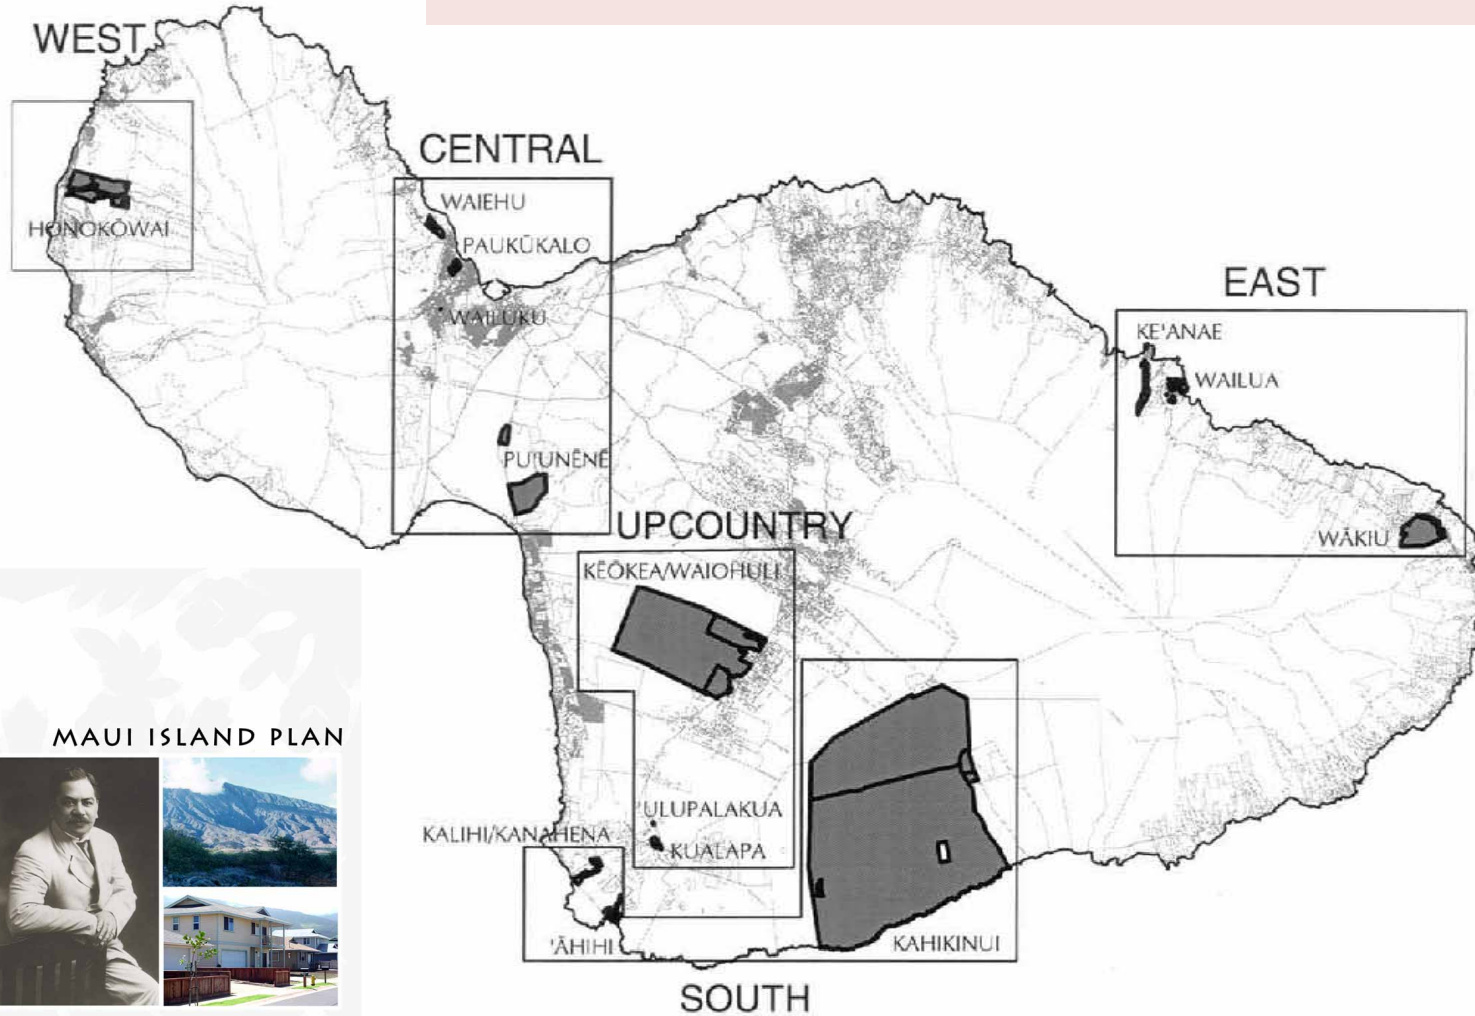 WEST
HONOKŌWAI
CENTRAL
WAIEHU
PAUKŪKALO
WAILUKU
PU'UNĒNĒ
EAST
KE'ANAE
WAILUA
WĀKIU
UPCOUNTRY
KĒŌKEA/WAIOHULI
'ULUPALAKUA
KUALAPA
KALIHI/KANAHENA
'ĀHIHI
KAHIKINUI
SOUTH
MAUI ISLAND PLAN